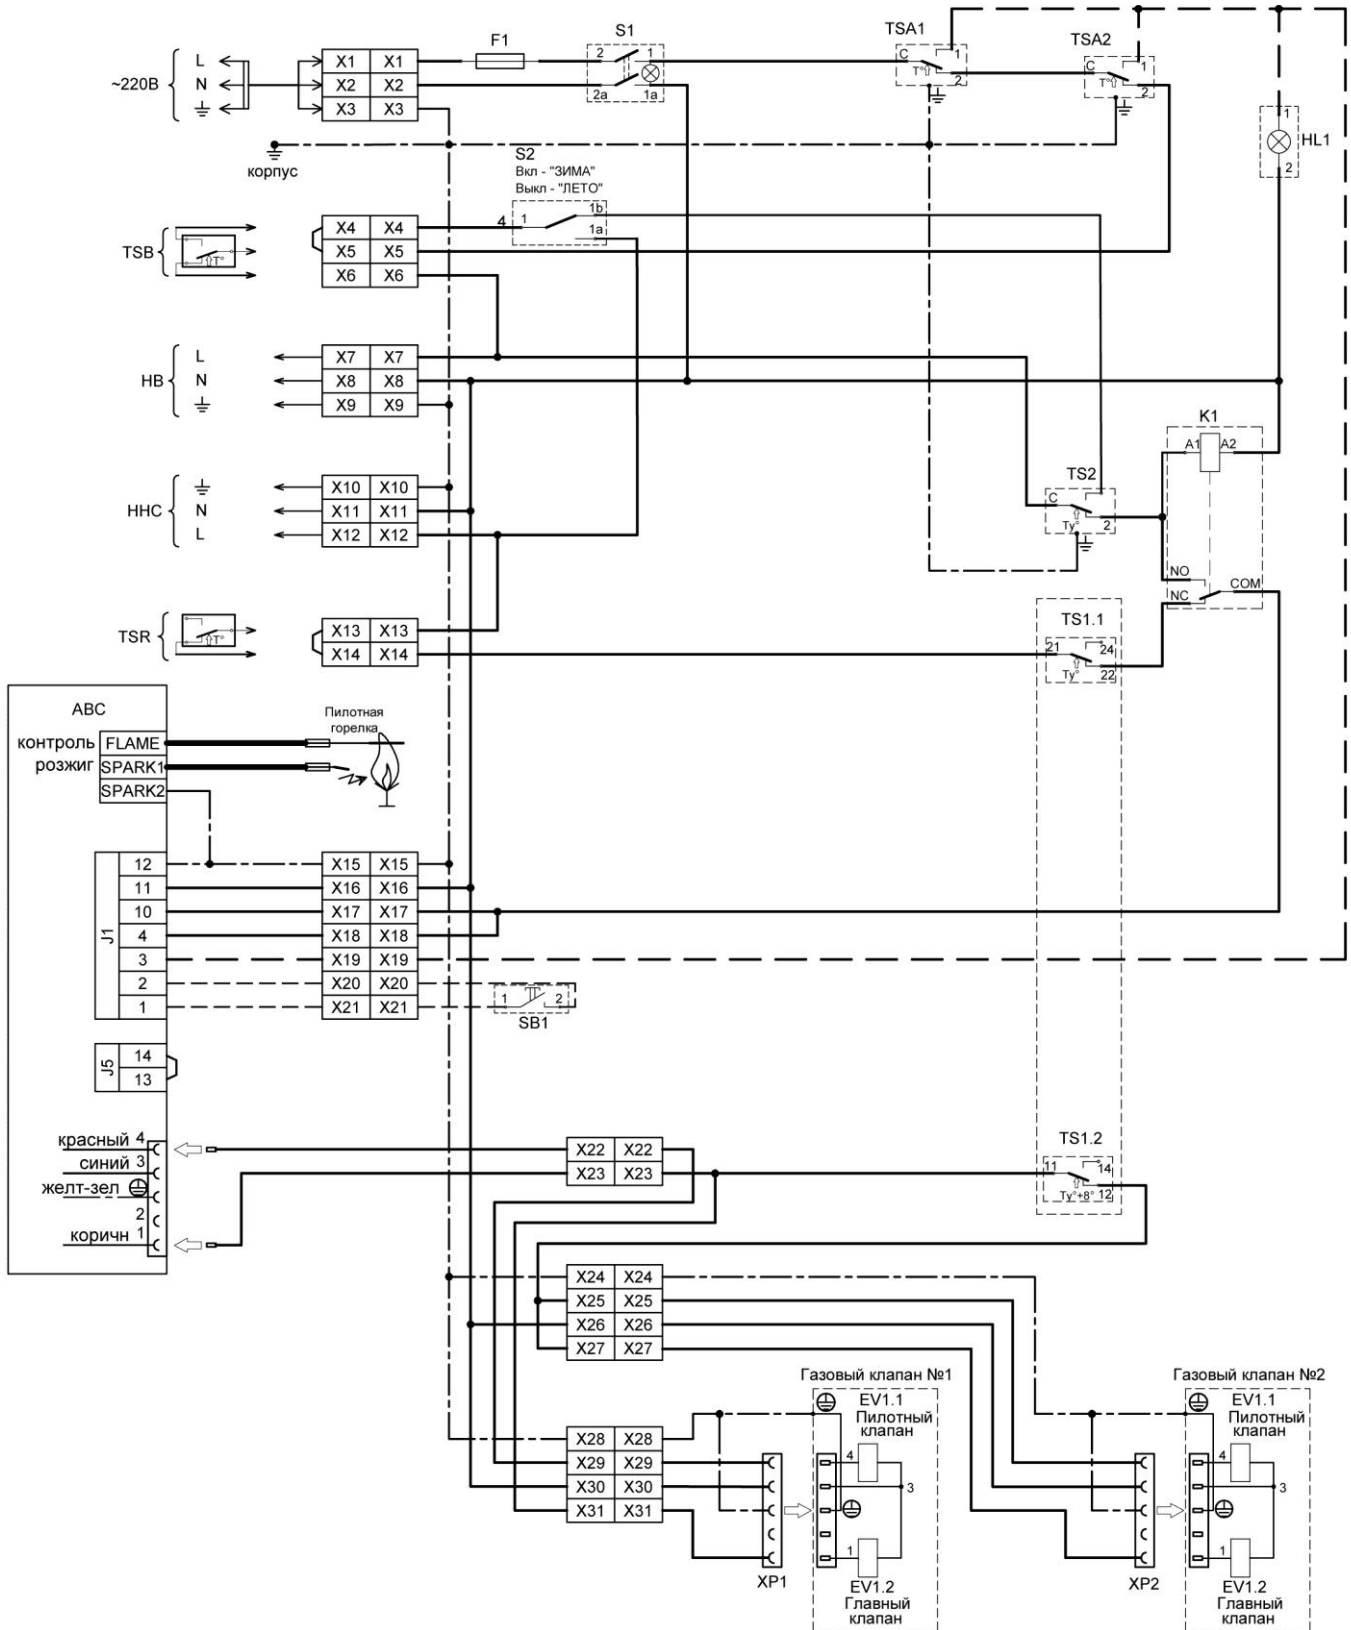 ~220В
L
N
X1 X1
X2 X2
X3 X3
F1
S1
2 1
2a 1a
TSA1
C 1
T°
2
TSA2
C 1
T°
2
корпус
HL1
1
2
S2
Вкл - "ЗИМА"
Выкл - "ЛЕТО"
4 1 1b
1a
TSB
T°
X4 X4
X5 X5
X6 X6
НВ
L
N
X7 X7
X8 X8
X9 X9
K1
A1 A2
NO
NC
COM
TS2
C
Ту°
2
ННС
N
L
X10 X10
X11 X11
X12 X12
TSR
T°
X13 X13
X14 X14
TS1.1
21 24
Ту° 22
АВС
контроль FLAME
розжиг SPARK1
SPARK2
Пилотная
горелка
J1
12 X15 X15
11 X16 X16
10 X17 X17
4 X18 X18
3 X19 X19
2 X20 X20
1 X21 X21
1 2
SB1
J5
14
13
красный 4
синий 3
желт-зел
2
коричн 1
X22 X22
X23 X23
TS1.2
11 14
Ту°+8° 12
X24 X24
X25 X25
X26 X26
X27 X27
X28 X28
X29 X29
X30 X30
X31 X31
XP1
Газовый клапан №1
EV1.1
Пилотный
клапан
4
3
1
EV1.2
Главный
клапан
XP2
Газовый клапан №2
EV1.1
Пилотный
клапан
4
3
1
EV1.2
Главный
клапан